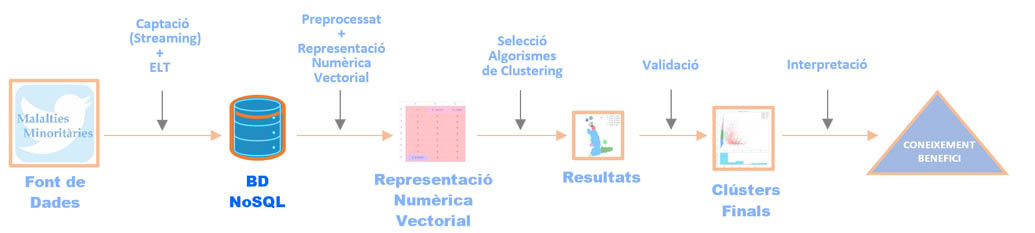 Captació
(Streaming)
+
ELT
Preprocessat
+
Representació
Numèrica
Vectorial
Selecció
Algorismes
de Clustering
Validació
Interpretació
Malalties
Minoritàries
CONEIXEMENT
BENEFICI
Font de
Dades
BD
NoSQL
Representació
Numèrica
Vectorial
Resultats
Clústers
Finals